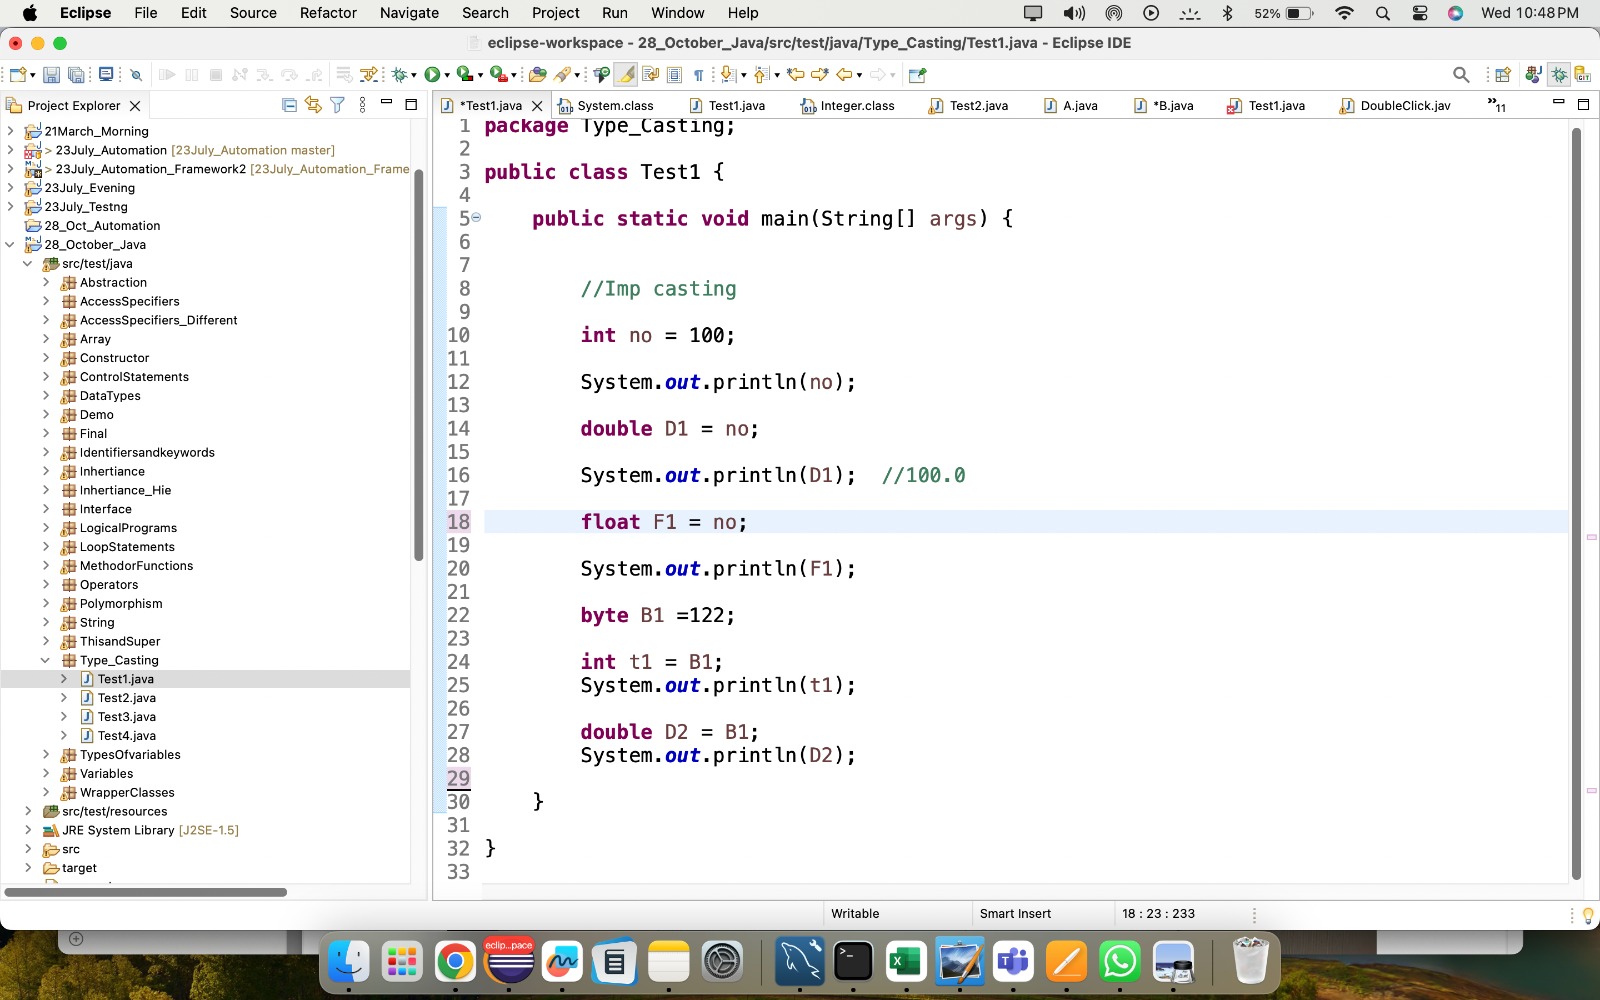 Eclipse File Edit Source Refactor Navigate Search Project Run Window Help 52% Wed 10:48 PM
eclipse-workspace - 28_October_Java/src/test/java/Type_Casting/Test1.java - Eclipse IDE
Project Explorer
*Test1.java System.class Test1.java Integer.class Test2.java A.java *B.java Test1.java DoubleClick.jav »11
21March_Morning
> 23July_Automation [23July_Automation master]
> 23July_Automation_Framework2 [23July_Automation_Frame
23July_Evening
23July_Testng
28_Oct_Automation
28_October_Java
src/test/java
Abstraction
AccessSpecifiers
AccessSpecifiers_Different
Array
Constructor
ControlStatements
DataTypes
Demo
Final
Identifiersandkeywords
Inhertiance
Inhertiance_Hie
Interface
LogicalPrograms
LoopStatements
MethodorFunctions
Operators
Polymorphism
String
ThisandSuper
Type_Casting
Test1.java
Test2.java
Test3.java
Test4.java
TypesOfvariables
Variables
WrapperClasses
src/test/resources
JRE System Library [J2SE-1.5]
src
target
1 package Type_Casting;
2
3 public class Test1 {
4
5 public static void main(String[] args) {
6
7
8 //Imp casting
9
10 int no = 100;
11
12 System.out.println(no);
13
14 double D1 = no;
15
16 System.out.println(D1); //100.0
17
18 float F1 = no;
19
20 System.out.println(F1);
21
22 byte B1 =122;
23
24 int t1 = B1;
25 System.out.println(t1);
26
27 double D2 = B1;
28 System.out.println(D2);
29
30 }
31
32 }
33
Writable Smart Insert 18 : 23 : 233
eclip...pace